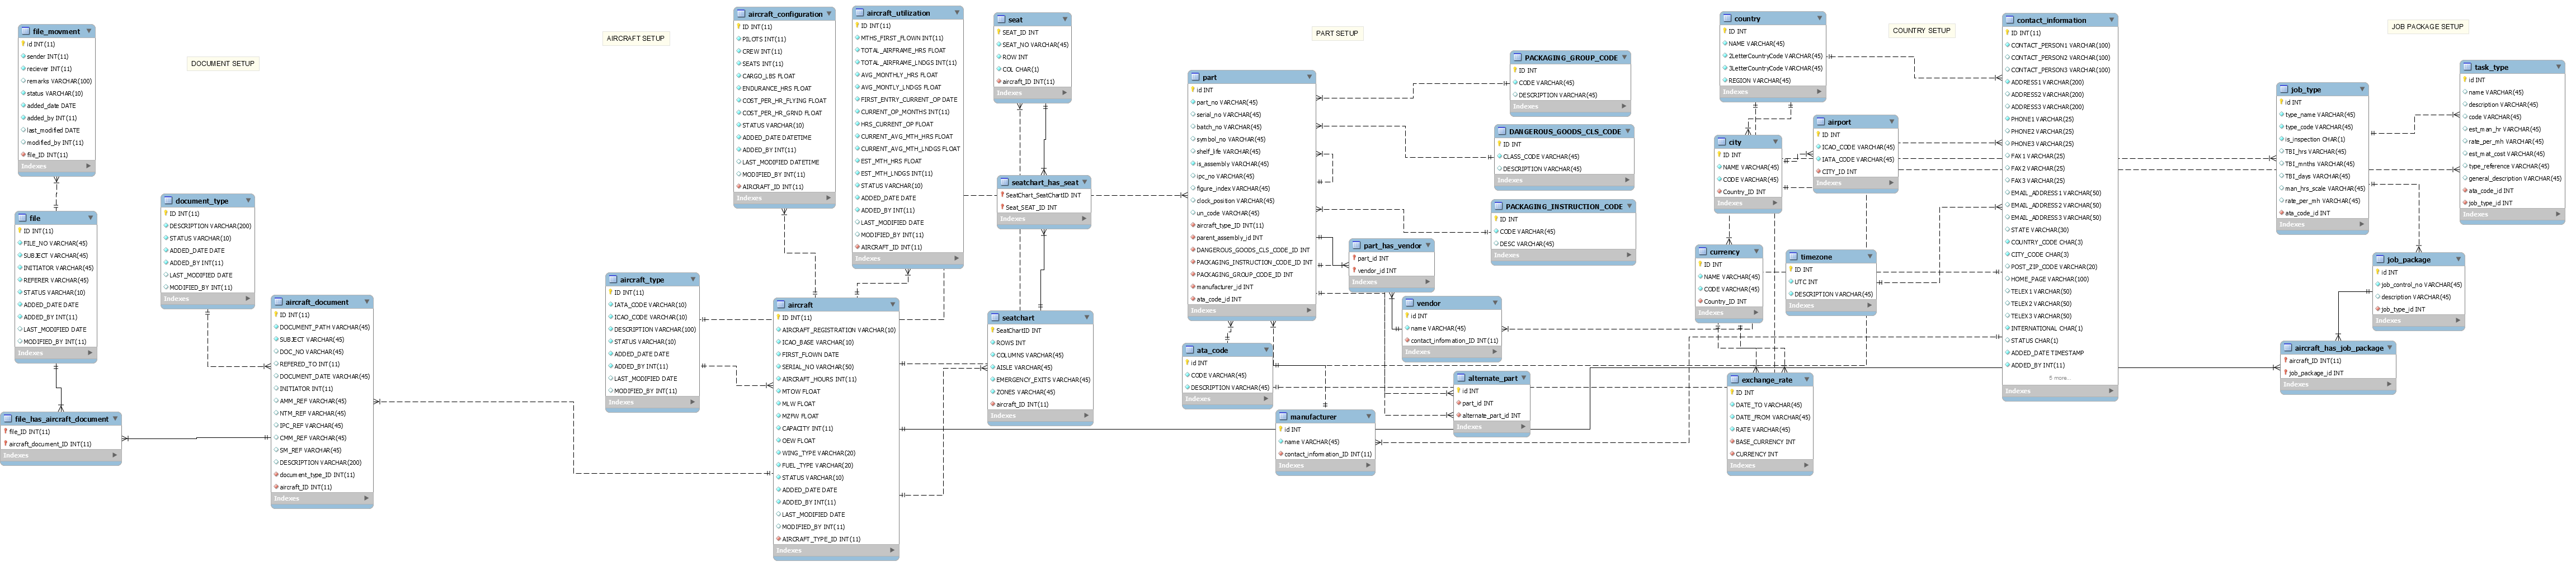 DOCUMENT SETUP
AIRCRAFT SETUP
PART SETUP
COUNTRY SETUP
JOB PACKAGE SETUP
file_movment
id INT(11)
sender INT(11)
reciever INT(11)
remarks VARCHAR(100)
status VARCHAR(10)
added_date DATE
added_by INT(11)
last_modified DATE
modified_by INT(11)
file_ID INT(11)
Indexes
file
ID INT(11)
FILE_NO VARCHAR(45)
SUBJECT VARCHAR(45)
INITIATOR VARCHAR(45)
REFERER VARCHAR(45)
STATUS VARCHAR(10)
ADDED_DATE DATE
ADDED_BY INT(11)
LAST_MODIFIED DATE
MODIFIED_BY INT(11)
Indexes
file_has_aircraft_document
file_ID INT(11)
aircraft_document_ID INT(11)
Indexes
document_type
ID INT(11)
DESCRIPTION VARCHAR(200)
STATUS VARCHAR(10)
ADDED_DATE DATE
ADDED_BY INT(11)
LAST_MODIFIED DATE
MODIFIED_BY INT(11)
Indexes
aircraft_document
ID INT(11)
DOCUMENT_PATH VARCHAR(45)
SUBJECT VARCHAR(45)
DOC_NO VARCHAR(45)
REFERED_TO INT(11)
DOCUMENT_DATE VARCHAR(45)
INITIATOR INT(11)
AMM_REF VARCHAR(45)
NTM_REF VARCHAR(45)
IPC_REF VARCHAR(45)
CMM_REF VARCHAR(45)
SM_REF VARCHAR(45)
DESCRIPTION VARCHAR(200)
document_type_ID INT(11)
aircraft_ID INT(11)
Indexes
aircraft_type
ID INT(11)
IATA_CODE VARCHAR(10)
ICAO_CODE VARCHAR(10)
DESCRIPTION VARCHAR(100)
STATUS VARCHAR(10)
ADDED_DATE DATE
ADDED_BY INT(11)
LAST_MODIFIED DATE
MODIFIED_BY INT(11)
Indexes
aircraft_configuration
ID INT(11)
PILOTS INT(11)
CREW INT(11)
SEATS INT(11)
CARGO_LBS FLOAT
ENDURANCE_HRS FLOAT
COST_PER_HR_FLYING FLOAT
COST_PER_HR_GRND FLOAT
STATUS VARCHAR(10)
ADDED_DATE DATETIME
ADDED_BY INT(11)
LAST_MODIFIED DATETIME
MODIFIED_BY INT(11)
AIRCRAFT_ID INT(11)
Indexes
aircraft_utilization
ID INT(11)
MTHS_FIRST_FLOWN INT(11)
TOTAL_AIRFRAME_HRS FLOAT
TOTAL_AIRFRAME_LNDGS INT(11)
AVG_MONTHLY_HRS FLOAT
AVG_MONTLY_LNDGS FLOAT
FIRST_ENTRY_CURRENT_OP DATE
CURRENT_OP_MONTHS INT(11)
HRS_CURRENT_OP FLOAT
CURRENT_AVG_MTH_HRS FLOAT
CURRENT_AVG_MTH_LNDGS FLOAT
EST_MTH_HRS FLOAT
EST_MTH_LNDGS INT(11)
STATUS VARCHAR(10)
ADDED_DATE DATE
ADDED_BY INT(11)
LAST_MODIFIED DATE
MODIFIED_BY INT(11)
AIRCRAFT_ID INT(11)
Indexes
aircraft
ID INT(11)
AIRCRAFT_REGISTRATION VARCHAR(10)
ICAO_BASE VARCHAR(10)
FIRST_FLOWN DATE
SERIAL_NO VARCHAR(50)
AIRCRAFT_HOURS INT(11)
MTOW FLOAT
MLW FLOAT
MZFW FLOAT
CAPACITY INT(11)
OEW FLOAT
WING_TYPE VARCHAR(20)
FUEL_TYPE VARCHAR(20)
STATUS VARCHAR(10)
ADDED_DATE DATE
ADDED_BY INT(11)
LAST_MODIFIED DATE
MODIFIED_BY INT(11)
AIRCRAFT_TYPE_ID INT(11)
Indexes
seat
SEAT_ID INT
SEAT_NO VARCHAR(45)
ROW INT
COL CHAR(1)
aircraft_ID INT(11)
Indexes
seatchart_has_seat
SeatChart_SeatChartID INT
Seat_SEAT_ID INT
Indexes
seatchart
SeatChartID INT
ROWS INT
COLUMNS VARCHAR(45)
AISLE VARCHAR(45)
EMERGENCY_EXITS VARCHAR(45)
ZONES VARCHAR(45)
aircraft_ID INT(11)
Indexes
part
id INT
part_no VARCHAR(45)
serial_no VARCHAR(45)
batch_no VARCHAR(45)
symbol_no VARCHAR(45)
shelf_life VARCHAR(45)
is_assembly VARCHAR(45)
ipc_no VARCHAR(45)
figure_index VARCHAR(45)
clock_position VARCHAR(45)
un_code VARCHAR(45)
aircraft_type_ID INT(11)
parent_assembly_id INT
DANGEROUS_GOODS_CLS_CODE_ID INT
PACKAGING_INSTRUCTION_CODE_ID INT
PACKAGING_GROUP_CODE_ID INT
manufacturer_id INT
ata_code_id INT
Indexes
ata_code
id INT
CODE VARCHAR(45)
DESCRIPTION VARCHAR(45)
Indexes
PACKAGING_GROUP_CODE
ID INT
CODE VARCHAR(45)
DESCRIPTION VARCHAR(45)
Indexes
DANGEROUS_GOODS_CLS_CODE
ID INT
CLASS_CODE VARCHAR(45)
DESCRIPTION VARCHAR(45)
Indexes
PACKAGING_INSTRUCTION_CODE
ID INT
CODE VARCHAR(45)
DESC VARCHAR(45)
Indexes
part_has_vendor
part_id INT
vendor_id INT
Indexes
vendor
id INT
name VARCHAR(45)
contact_information_ID INT(11)
Indexes
alternate_part
id INT
part_id INT
alternate_part_id INT
Indexes
manufacturer
id INT
name VARCHAR(45)
contact_information_ID INT(11)
Indexes
country
ID INT
NAME VARCHAR(45)
2LetterCountryCode VARCHAR(45)
3LetterCountryCode VARCHAR(45)
REGION VARCHAR(45)
Indexes
city
ID INT
NAME VARCHAR(45)
CODE VARCHAR(45)
Country_ID INT
Indexes
airport
ID INT
ICAO_CODE VARCHAR(45)
IATA_CODE VARCHAR(45)
CITY_ID INT
Indexes
currency
ID INT
NAME VARCHAR(45)
CODE VARCHAR(45)
Country_ID INT
Indexes
timezone
ID INT
UTC INT
DESCRIPTION VARCHAR(45)
Indexes
exchange_rate
ID INT
DATE_TO VARCHAR(45)
DATE_FROM VARCHAR(45)
RATE VARCHAR(45)
BASE_CURRENCY INT
CURRENCY INT
Indexes
contact_information
ID INT(11)
CONTACT_PERSON1 VARCHAR(100)
CONTACT_PERSON2 VARCHAR(100)
CONTACT_PERSON3 VARCHAR(100)
ADDRESS1 VARCHAR(200)
ADDRESS2 VARCHAR(200)
ADDRESS3 VARCHAR(200)
PHONE1 VARCHAR(25)
PHONE2 VARCHAR(25)
PHONE3 VARCHAR(25)
FAX1 VARCHAR(25)
FAX2 VARCHAR(25)
FAX3 VARCHAR(25)
EMAIL_ADDRESS1 VARCHAR(50)
EMAIL_ADDRESS2 VARCHAR(50)
EMAIL_ADDRESS3 VARCHAR(50)
STATE VARCHAR(30)
COUNTRY_CODE CHAR(3)
CITY_CODE CHAR(3)
POST_ZIP_CODE VARCHAR(20)
HOME_PAGE VARCHAR(100)
TELEX1 VARCHAR(50)
TELEX2 VARCHAR(50)
TELEX3 VARCHAR(50)
INTERNATIONAL CHAR(1)
STATUS CHAR(1)
ADDED_DATE TIMESTAMP
ADDED_BY INT(11)
5 more...
Indexes
job_type
id INT
type_name VARCHAR(45)
type_code VARCHAR(45)
is_inspection CHAR(1)
TBI_hrs VARCHAR(45)
TBI_mnths VARCHAR(45)
TBI_days VARCHAR(45)
man_hrs_scale VARCHAR(45)
rate_per_mh VARCHAR(45)
ata_code_id INT
Indexes
task_type
id INT
name VARCHAR(45)
description VARCHAR(45)
code VARCHAR(45)
est_man_hr VARCHAR(45)
rate_per_mh VARCHAR(45)
est_mat_cost VARCHAR(45)
type_reference VARCHAR(45)
general_description VARCHAR(45)
ata_code_id INT
job_type_id INT
Indexes
job_package
id INT
job_control_no VARCHAR(45)
description VARCHAR(45)
job_type_id INT
Indexes
aircraft_has_job_package
aircraft_ID INT(11)
job_package_id INT
Indexes